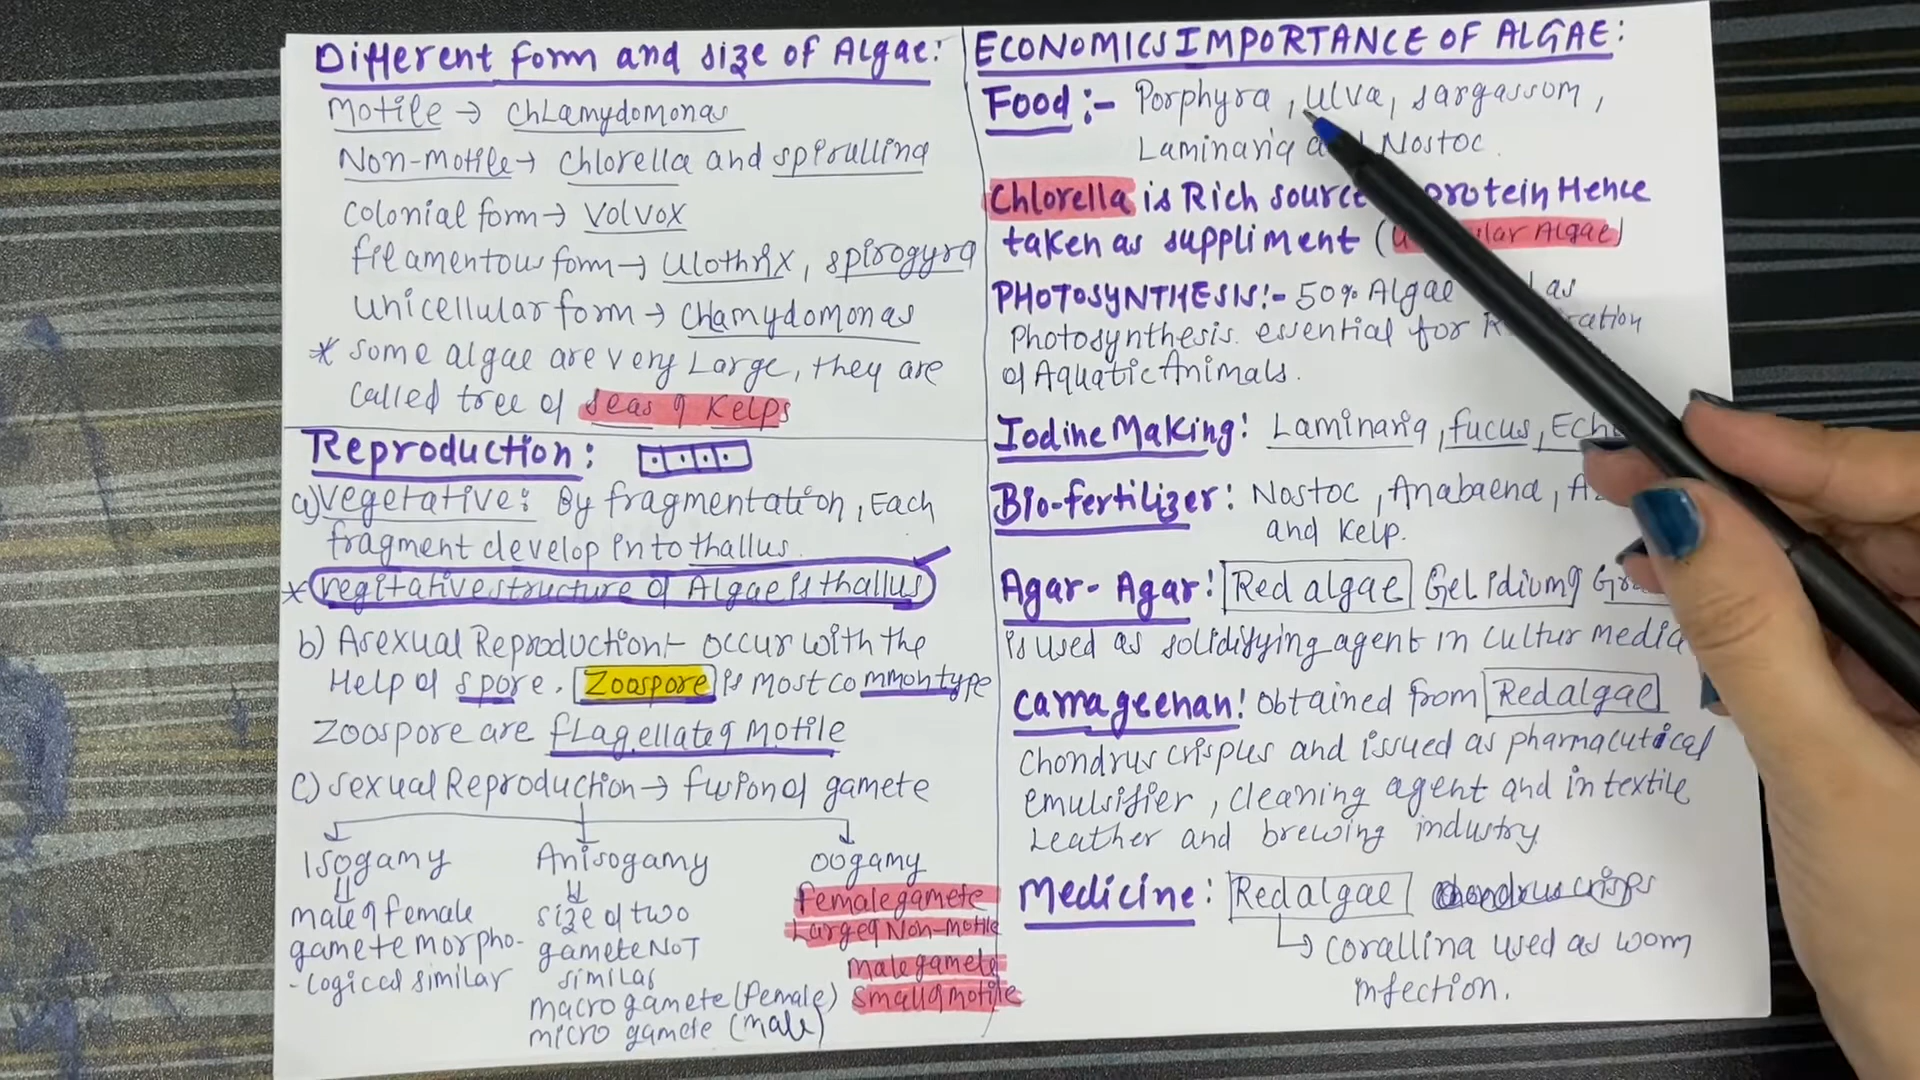 Different form and size of Algae:
Motile → Chlamydomonas
Non-motile → Chlorella and spirullina
Colonial form → Volvox
filamentous form → Ulothrix, spirogyra
Unicellular form → Chamydomonas
* some algae are very Large, they are
called tree of seas & Kelps
Reproduction:
a) vegetative: By fragmentation, Each
fragment develop into thallus.
* vegitative structure of Algae is thallus
b) Asexual Reproduction:- occur with the
Help of spore. Zoospore is most common type
Zoospore are flagellate & motile
c) sexual Reproduction → fusion of gamete
Isogamy Anisogamy oogamy
male & female
gamete morpho-
-logical similar
size of two
gamete NOT
similar
macro gamete (female)
micro gamete (male)
female gamete
Large & Non-motile
male gamete
small & motile
ECONOMICS IMPORTANCE OF ALGAE:
Food :- Porphyra, ulva, sargassom,
Laminaria Nostoc.
Chlorella is Rich source protein Hence
taken as suppliment ( Algae)
PHOTOSYNTHESIS:- 50% Algae as
Photosynthesis. essential for
of Aquatic Animals.
Iodine Making: Laminaria, fucus,
Bio-fertilizer: Nostoc, Anabaena,
and Kelp.
Agar-Agar: Red algae Gelidium &
is used as solidifying agent in cultur media
Carrageenan: obtained from Red algae
Chondrus crispus and issued as pharmacutical
emulsifier, cleaning agent and in textile
Leather and brewing industry.
Medicine: Red algae
↳ corallina used as worm
infection.